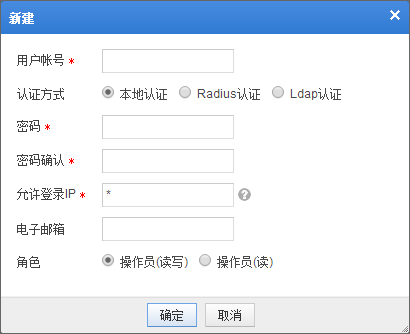 新建
用户帐号 *
认证方式 本地认证 Radius认证 Ldap认证
密码 *
密码确认 *
允许登录IP * * ?
电子邮箱
角色 操作员(读写) 操作员(读)
确定 取消